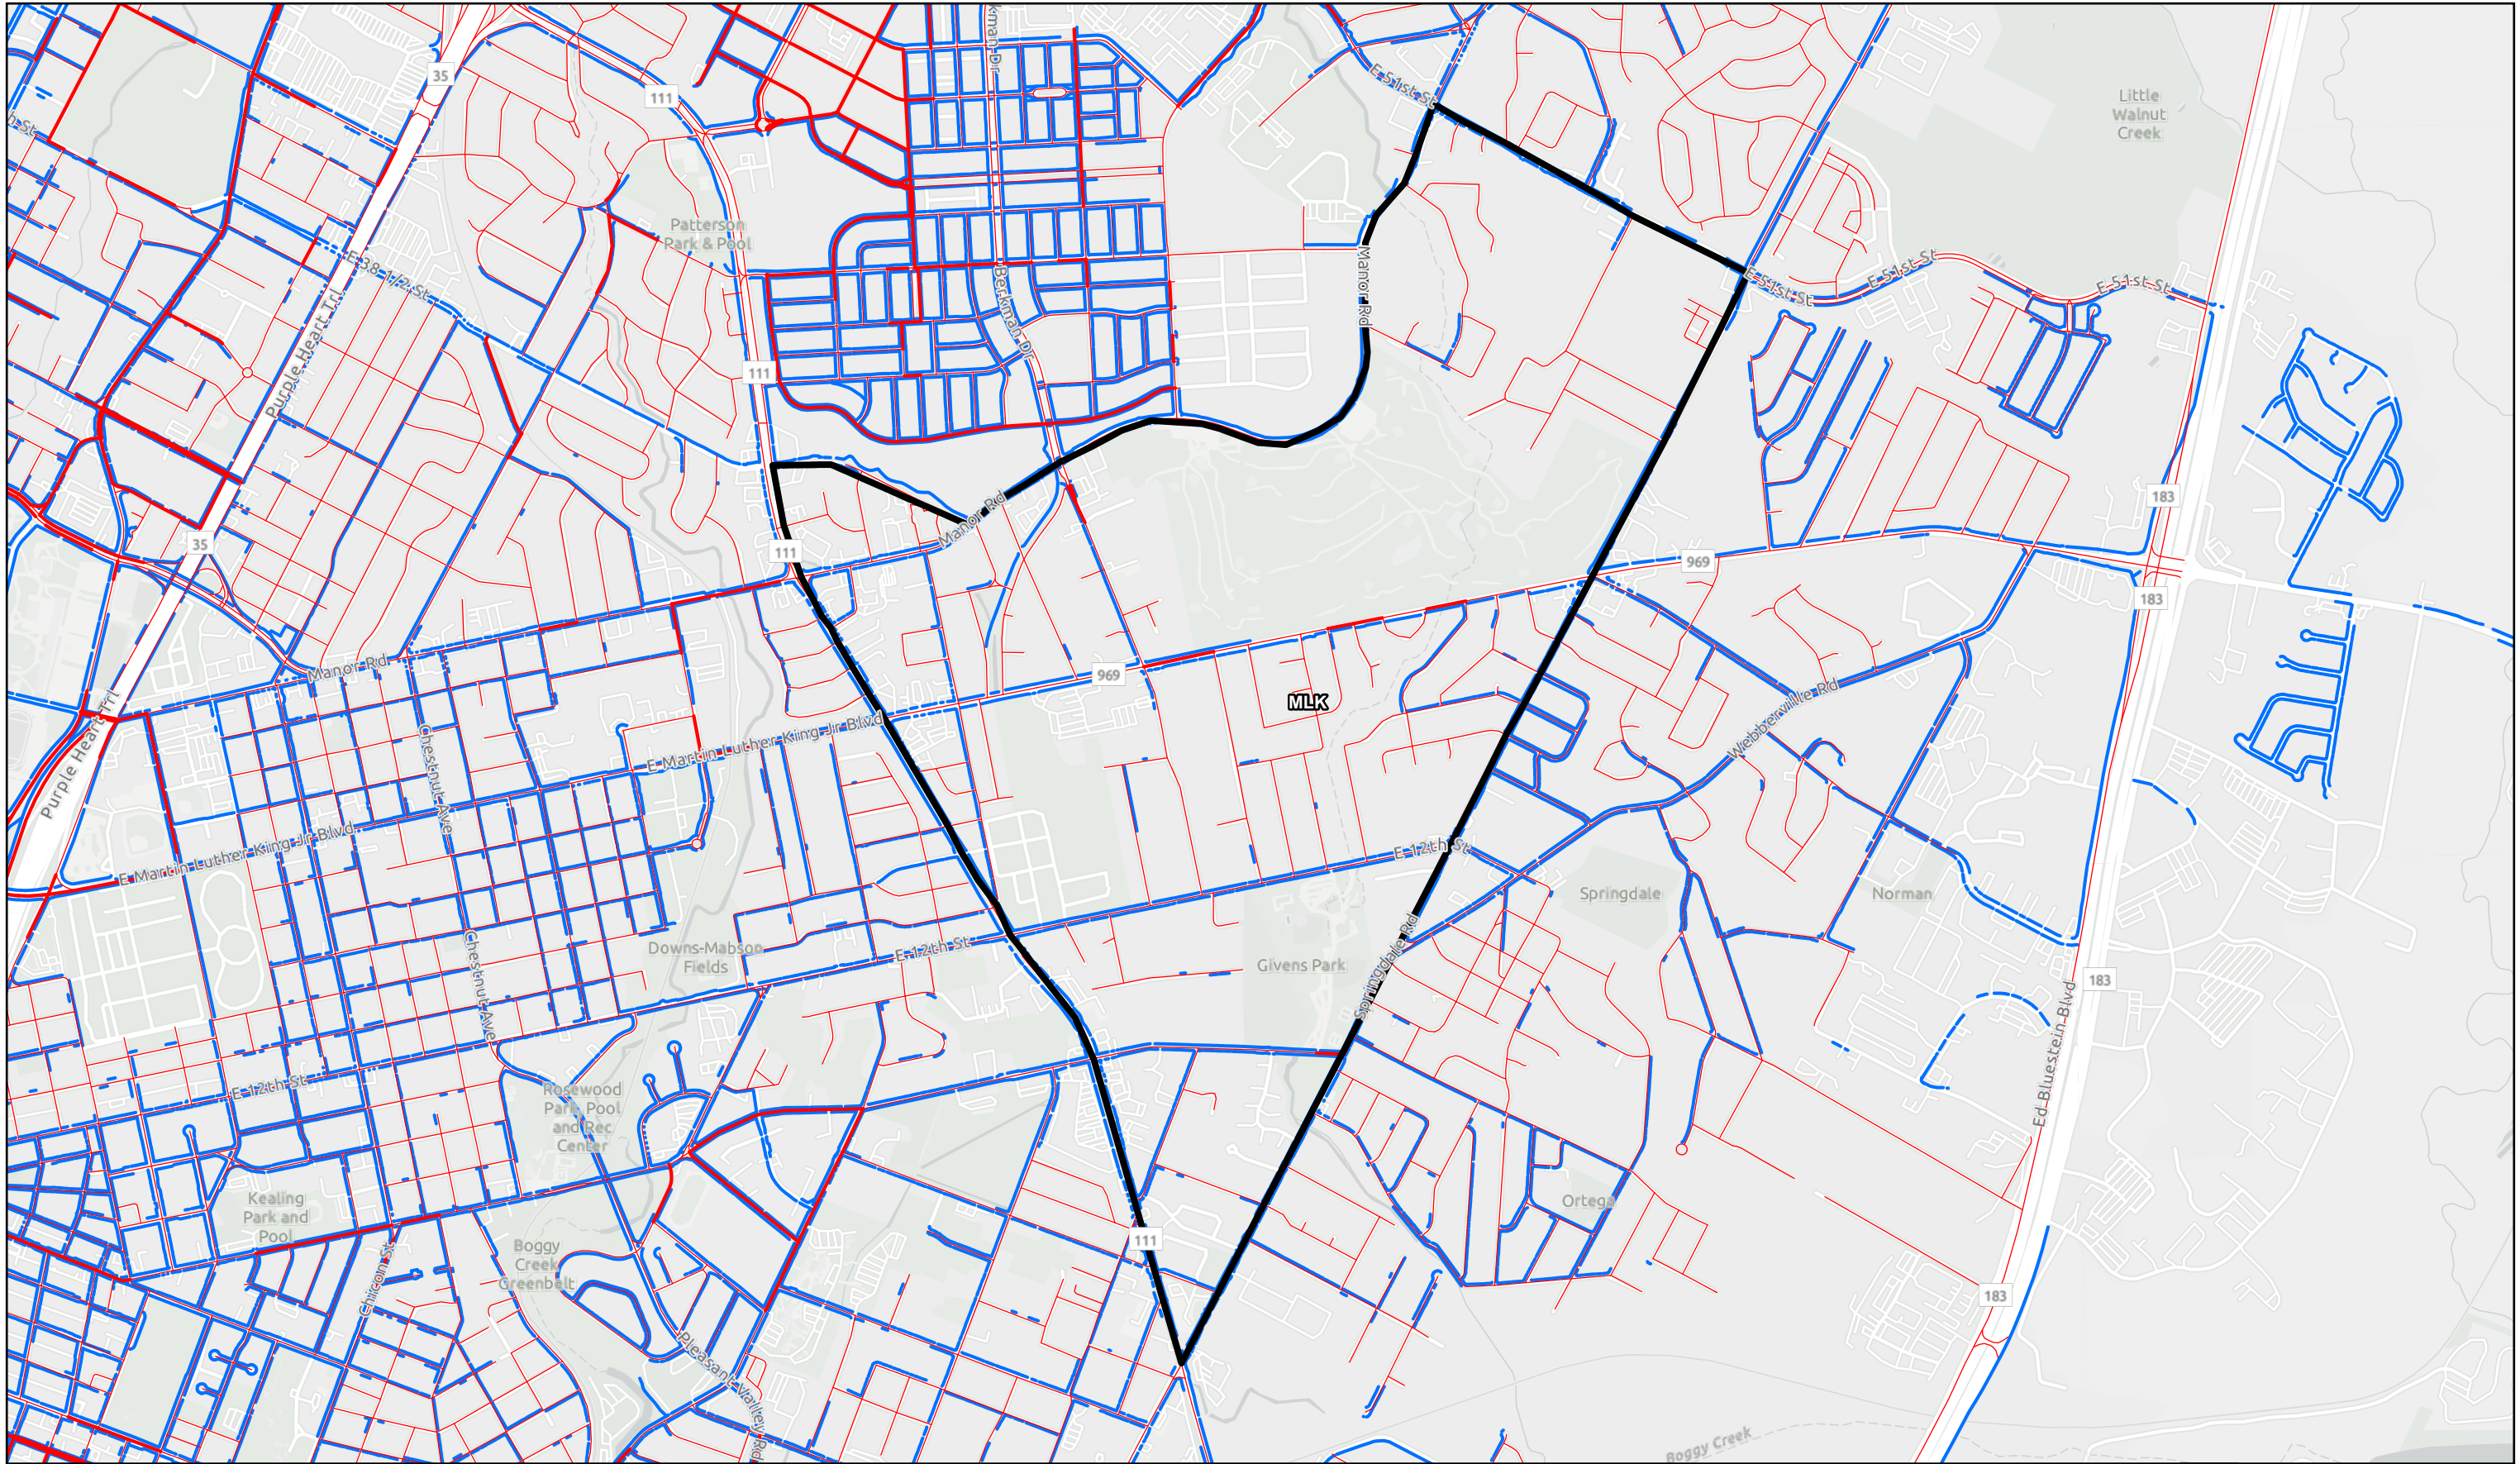 kman Dr
35
111
E 51st St
Little
Walnut
Creek
h St
Patterson
Park & Pool
E 38 1/2 St
Manor Rd
E 51st St
E 51st St
E 51st St
Purple Heart Trl
Berkman Dr
111
183
Manor Rd
35
111
969
183
Manor Rd
969
MLK
Webberville Rd
Purple Heart Trl
Chestnut Ave
E Martin Luther King Jr Blvd
E Martin Luther King Jr Blvd
E 12th St
Springdale
Norman
Downs-Mabson
Fields
E 12th St
Givens Park
Springdale Rd
183
Chestnut Ave
E 12th St
Rosewood
Park, Pool
and Rec
Center
Ed Bluestein Blvd
Kealing
Park and
Pool
Ortega
Boggy
Creek
Greenbelt
111
Chicon St
183
Pleasant Valley Rd
Boggy Creek